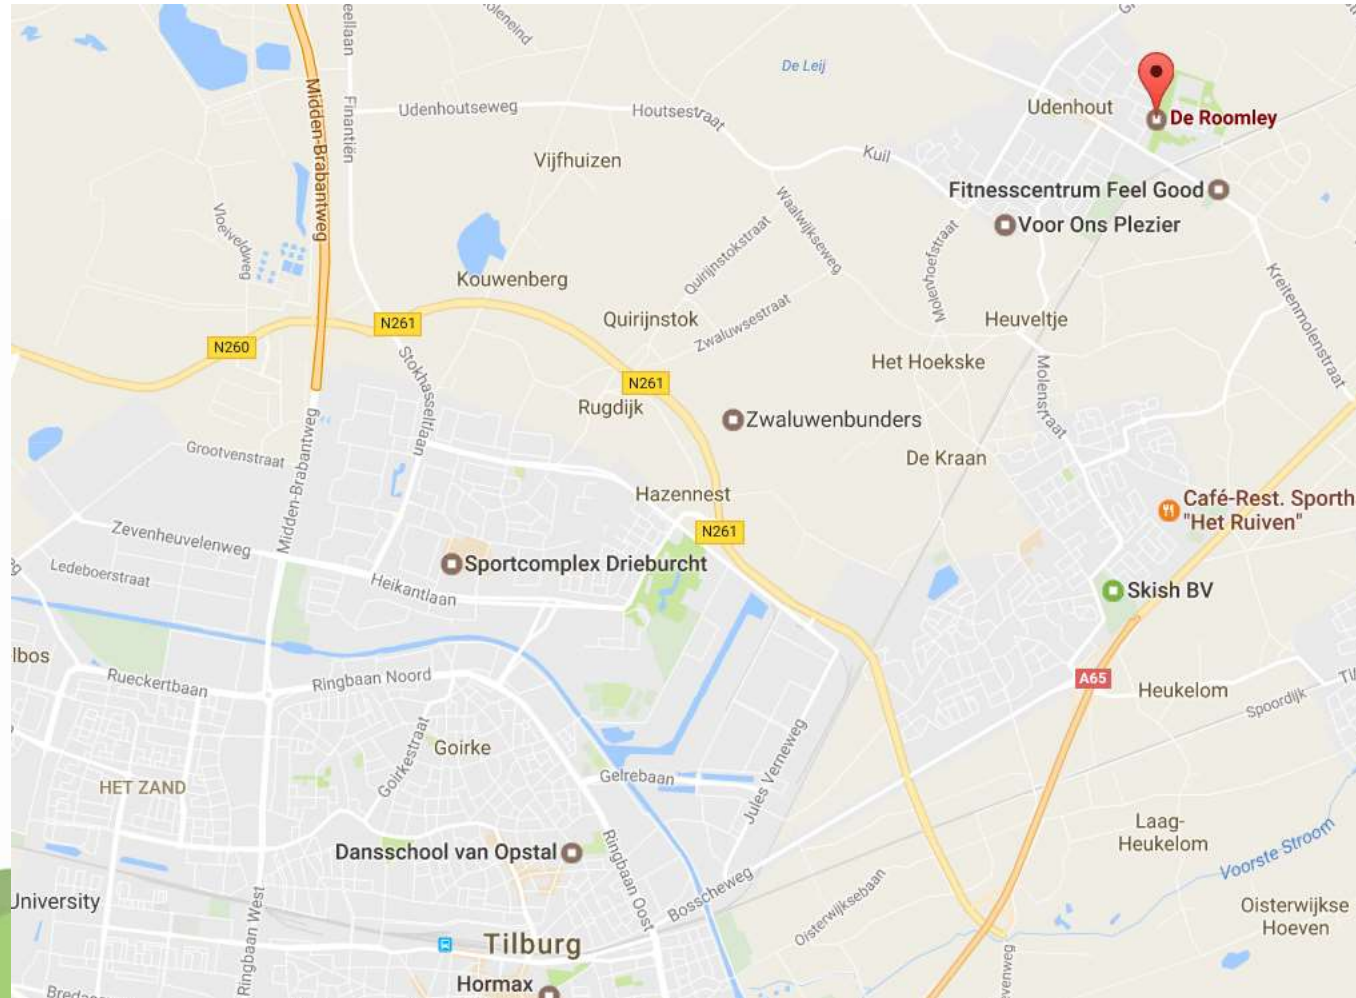 Midden-Brabantweg
Finantiën
De Leij
Udenhoutseweg
Houtsestraat
Udenhout
De Roomley
Vijfhuizen
Kuil
Fitnesscentrum Feel Good
Voor Ons Plezier
Vloeiveldweg
Waalwijkseweg
Molenhoefstraat
Quirijnstokstraat
Kouwenberg
Kreitenmolenstraat
Quirijnstok
Zwaluwsestraat
Heuveltje
N261
N260
Stokhasseltlaan
Het Hoekske
N261
Rugdijk
Molenstraat
Zwaluwenbunders
Midden-Brabantweg
Grootvenstraat
De Kraan
Hazennest
Café-Rest. Sporth
"Het Ruiven"
N261
Zevenheuvelenweg
Ledeboerstraat
Sportcomplex Drieburcht
Heikantlaan
Skish BV
Rueckertbaan
Ringbaan Noord
A65
Heukelom
Spoordijk
Goirke
Goirkestraat
Gelrebaan
Jules Verneweg
HET ZAND
Laag-
Heukelom
Voorste Stroom
Dansschool van Opstal
Ringbaan Oost
Bosscheweg
Oisterwijksebaan
University
Ringbaan West
Oisterwijkse
Hoeven
Tilburg
Hormax